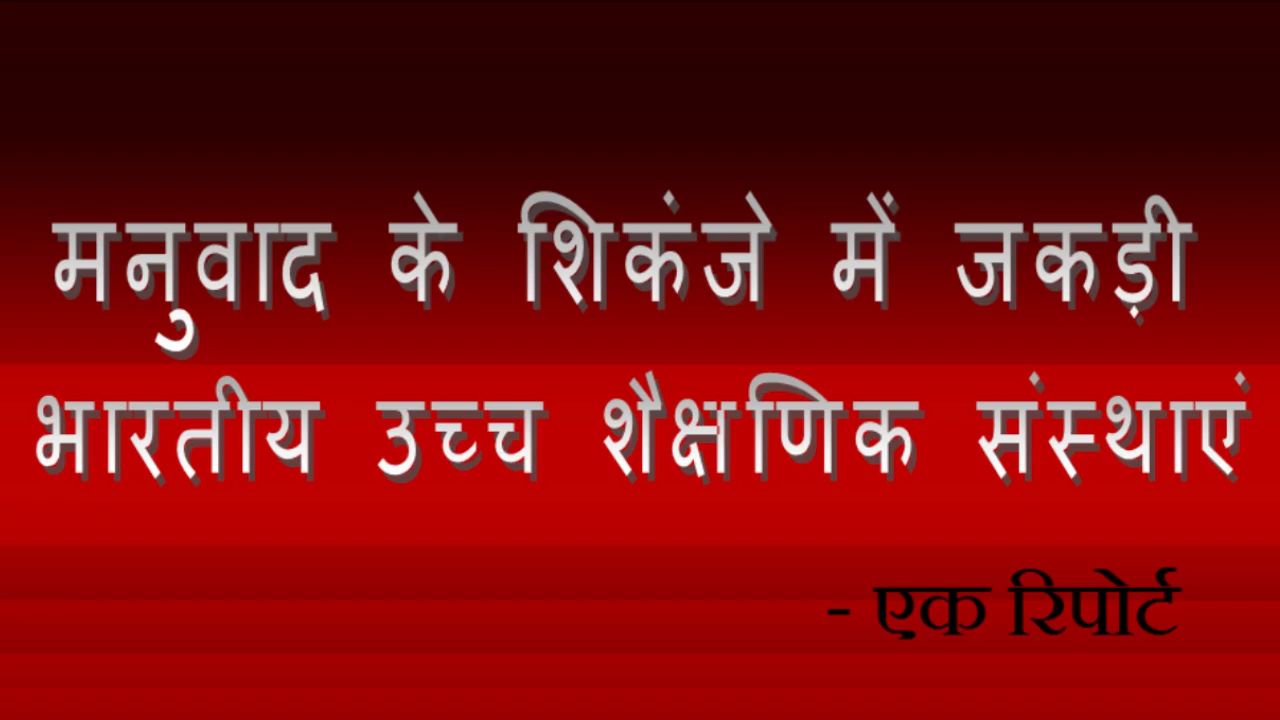 मनुवाद के शिकंजे में जकड़ी
भारतीय उच्च शैक्षणिक संस्थाएं
- एक रिपोर्ट